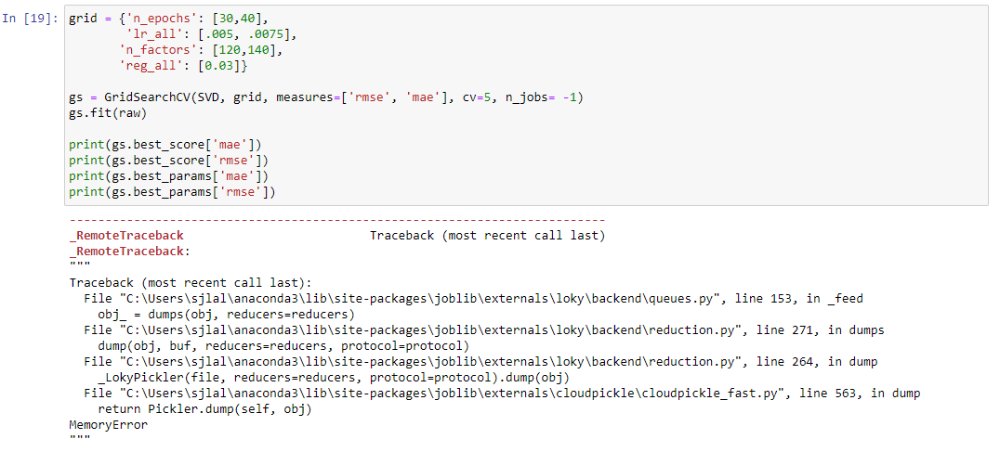 In [19]: grid = {'n_epochs': [30,40],
'lr_all': [.005, .0075],
'n_factors': [120,140],
'reg_all': [0.03]}
gs = GridSearchCV(SVD, grid, measures=['rmse', 'mae'], cv=5, n_jobs= -1)
gs.fit(raw)
print(gs.best_score['mae'])
print(gs.best_score['rmse'])
print(gs.best_params['mae'])
print(gs.best_params['rmse'])
---------------------------------------------------------------------------
_RemoteTraceback                          Traceback (most recent call last)
_RemoteTraceback:
"""
Traceback (most recent call last):
File "C:\Users\sjlal\anaconda3\lib\site-packages\joblib\externals\loky\backend\queues.py", line 153, in _feed
obj_ = dumps(obj, reducers=reducers)
File "C:\Users\sjlal\anaconda3\lib\site-packages\joblib\externals\loky\backend\reduction.py", line 271, in dumps
dump(obj, buf, reducers=reducers, protocol=protocol)
File "C:\Users\sjlal\anaconda3\lib\site-packages\joblib\externals\loky\backend\reduction.py", line 264, in dump
_LokyPickler(file, reducers=reducers, protocol=protocol).dump(obj)
File "C:\Users\sjlal\anaconda3\lib\site-packages\joblib\externals\cloudpickle\cloudpickle_fast.py", line 563, in dump
return Pickler.dump(self, obj)
MemoryError
"""